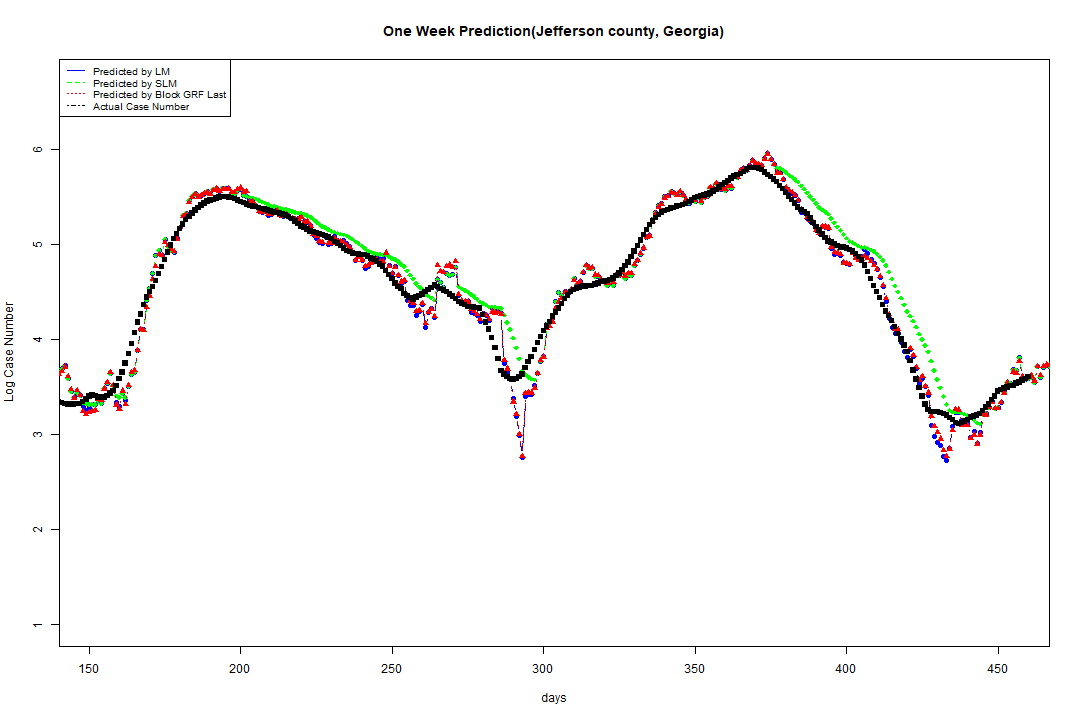 One Week Prediction(Jefferson county, Georgia)
Predicted by LM
Predicted by SLM
Predicted by Block GRF Last
Actual Case Number
Log Case Number
6
5
4
3
2
1
150 200 250 300 350 400 450
days